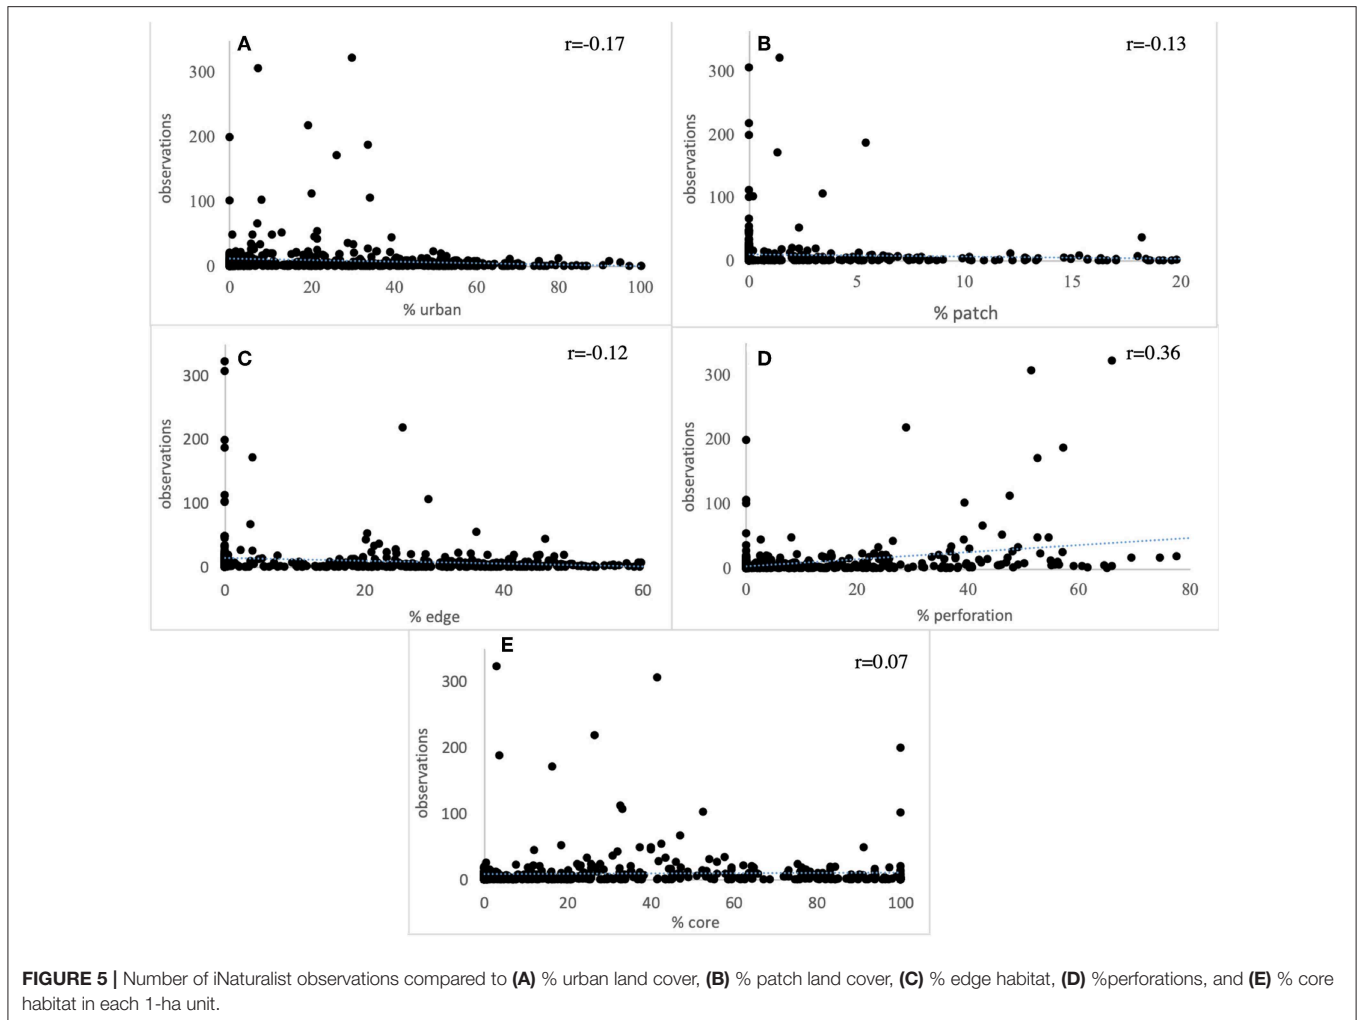 A
r=-0.17
300
200
100
0
observations
0 20 40 60 80 100
% urban
B
r=-0.13
300
200
100
0
observations
0 5 10 15 20
% patch
C
r=-0.12
300
200
100
0
observations
0 20 40 60
% edge
D
r=0.36
300
200
100
0
observations
0 20 40 60 80
% perforation
E
r=0.07
300
200
100
0
observations
0 20 40 60 80 100
% core
FIGURE 5 | Number of iNaturalist observations compared to (A) % urban land cover, (B) % patch land cover, (C) % edge habitat, (D) %perforations, and (E) % core
habitat in each 1-ha unit.